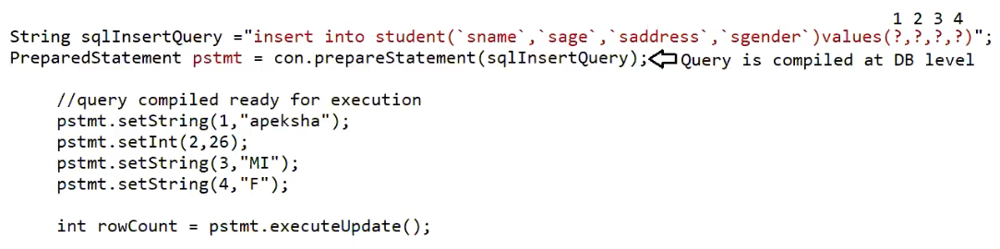 1 2 3 4
String sqlInsertQuery ="insert into student(`sname`,`sage`,`saddress`,`sgender`)values(?,?,?,?)";
PreparedStatement pstmt = con.prepareStatement(sqlInsertQuery); Query is compiled at DB level
//query compiled ready for execution
pstmt.setString(1,"apeksha");
pstmt.setInt(2,26);
pstmt.setString(3,"MI");
pstmt.setString(4,"F");
int rowCount = pstmt.executeUpdate();